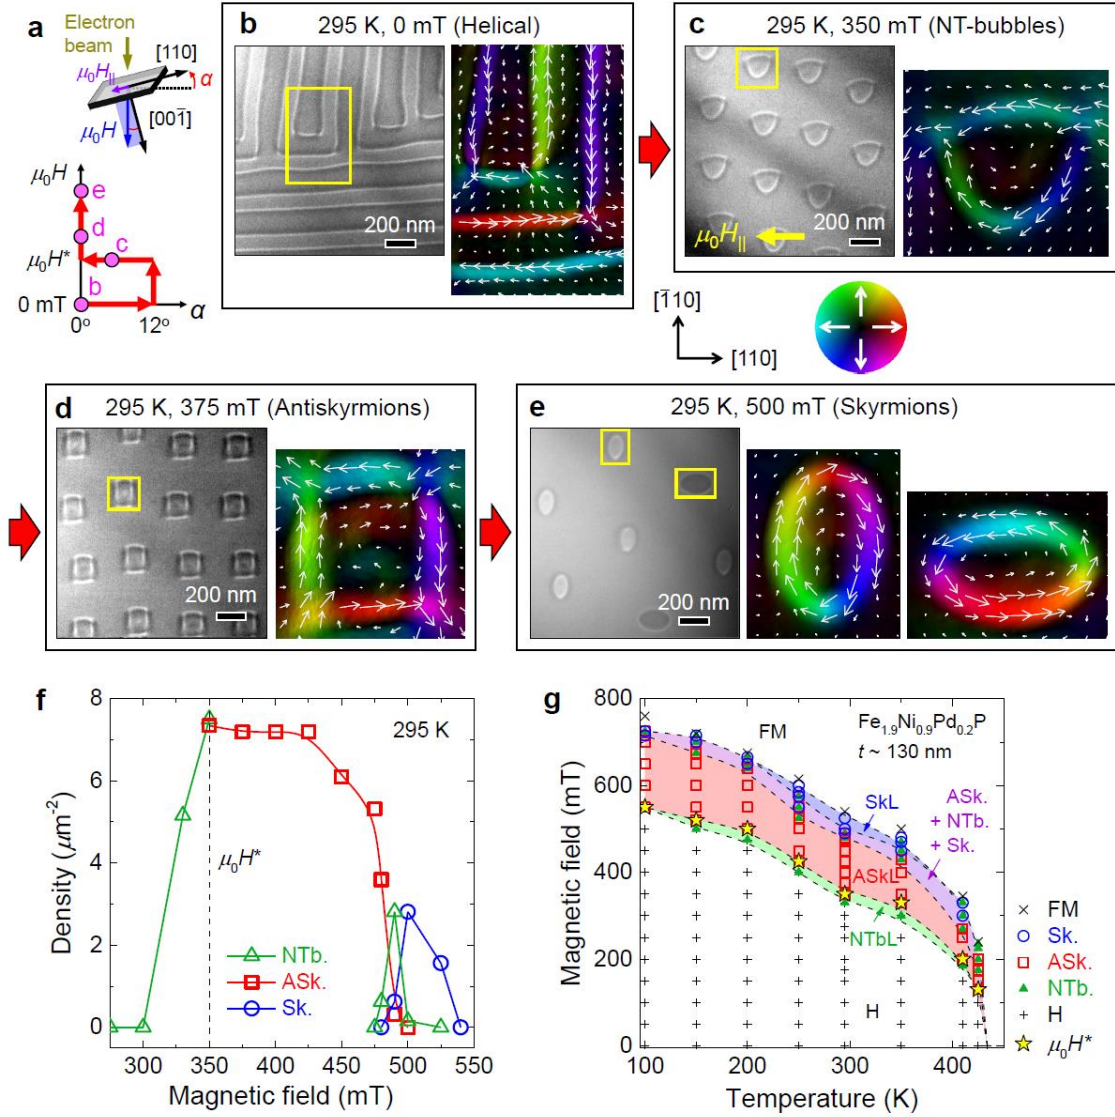 a
Electron
beam
[110]
μ₀H||
α
[001̄]
μ₀H
μ₀H
e
d
μ₀H*
c
b
0 mT
0°
12°
α
b
295 K, 0 mT (Helical)
200 nm
c
295 K, 350 mT (NT-bubbles)
μ₀H||
200 nm
[1̄10]
[110]
d
295 K, 375 mT (Antiskyrmions)
200 nm
e
295 K, 500 mT (Skyrmions)
200 nm
f
295 K
μ₀H*
NTb.
ASk.
Sk.
Density (μm⁻²)
8
6
4
2
0
300 350 400 450 500 550
Magnetic field (mT)
g
FM
Fe₁.₉Ni₀.₉Pd₀.₂P
t ~ 130 nm
SkL
ASk.
+ NTb.
+ Sk.
ASkL
NTbL
H
Magnetic field (mT)
800
600
400
200
0
100 150 200 250 300 350 400
Temperature (K)
FM
Sk.
ASk.
NTb.
H
μ₀H*